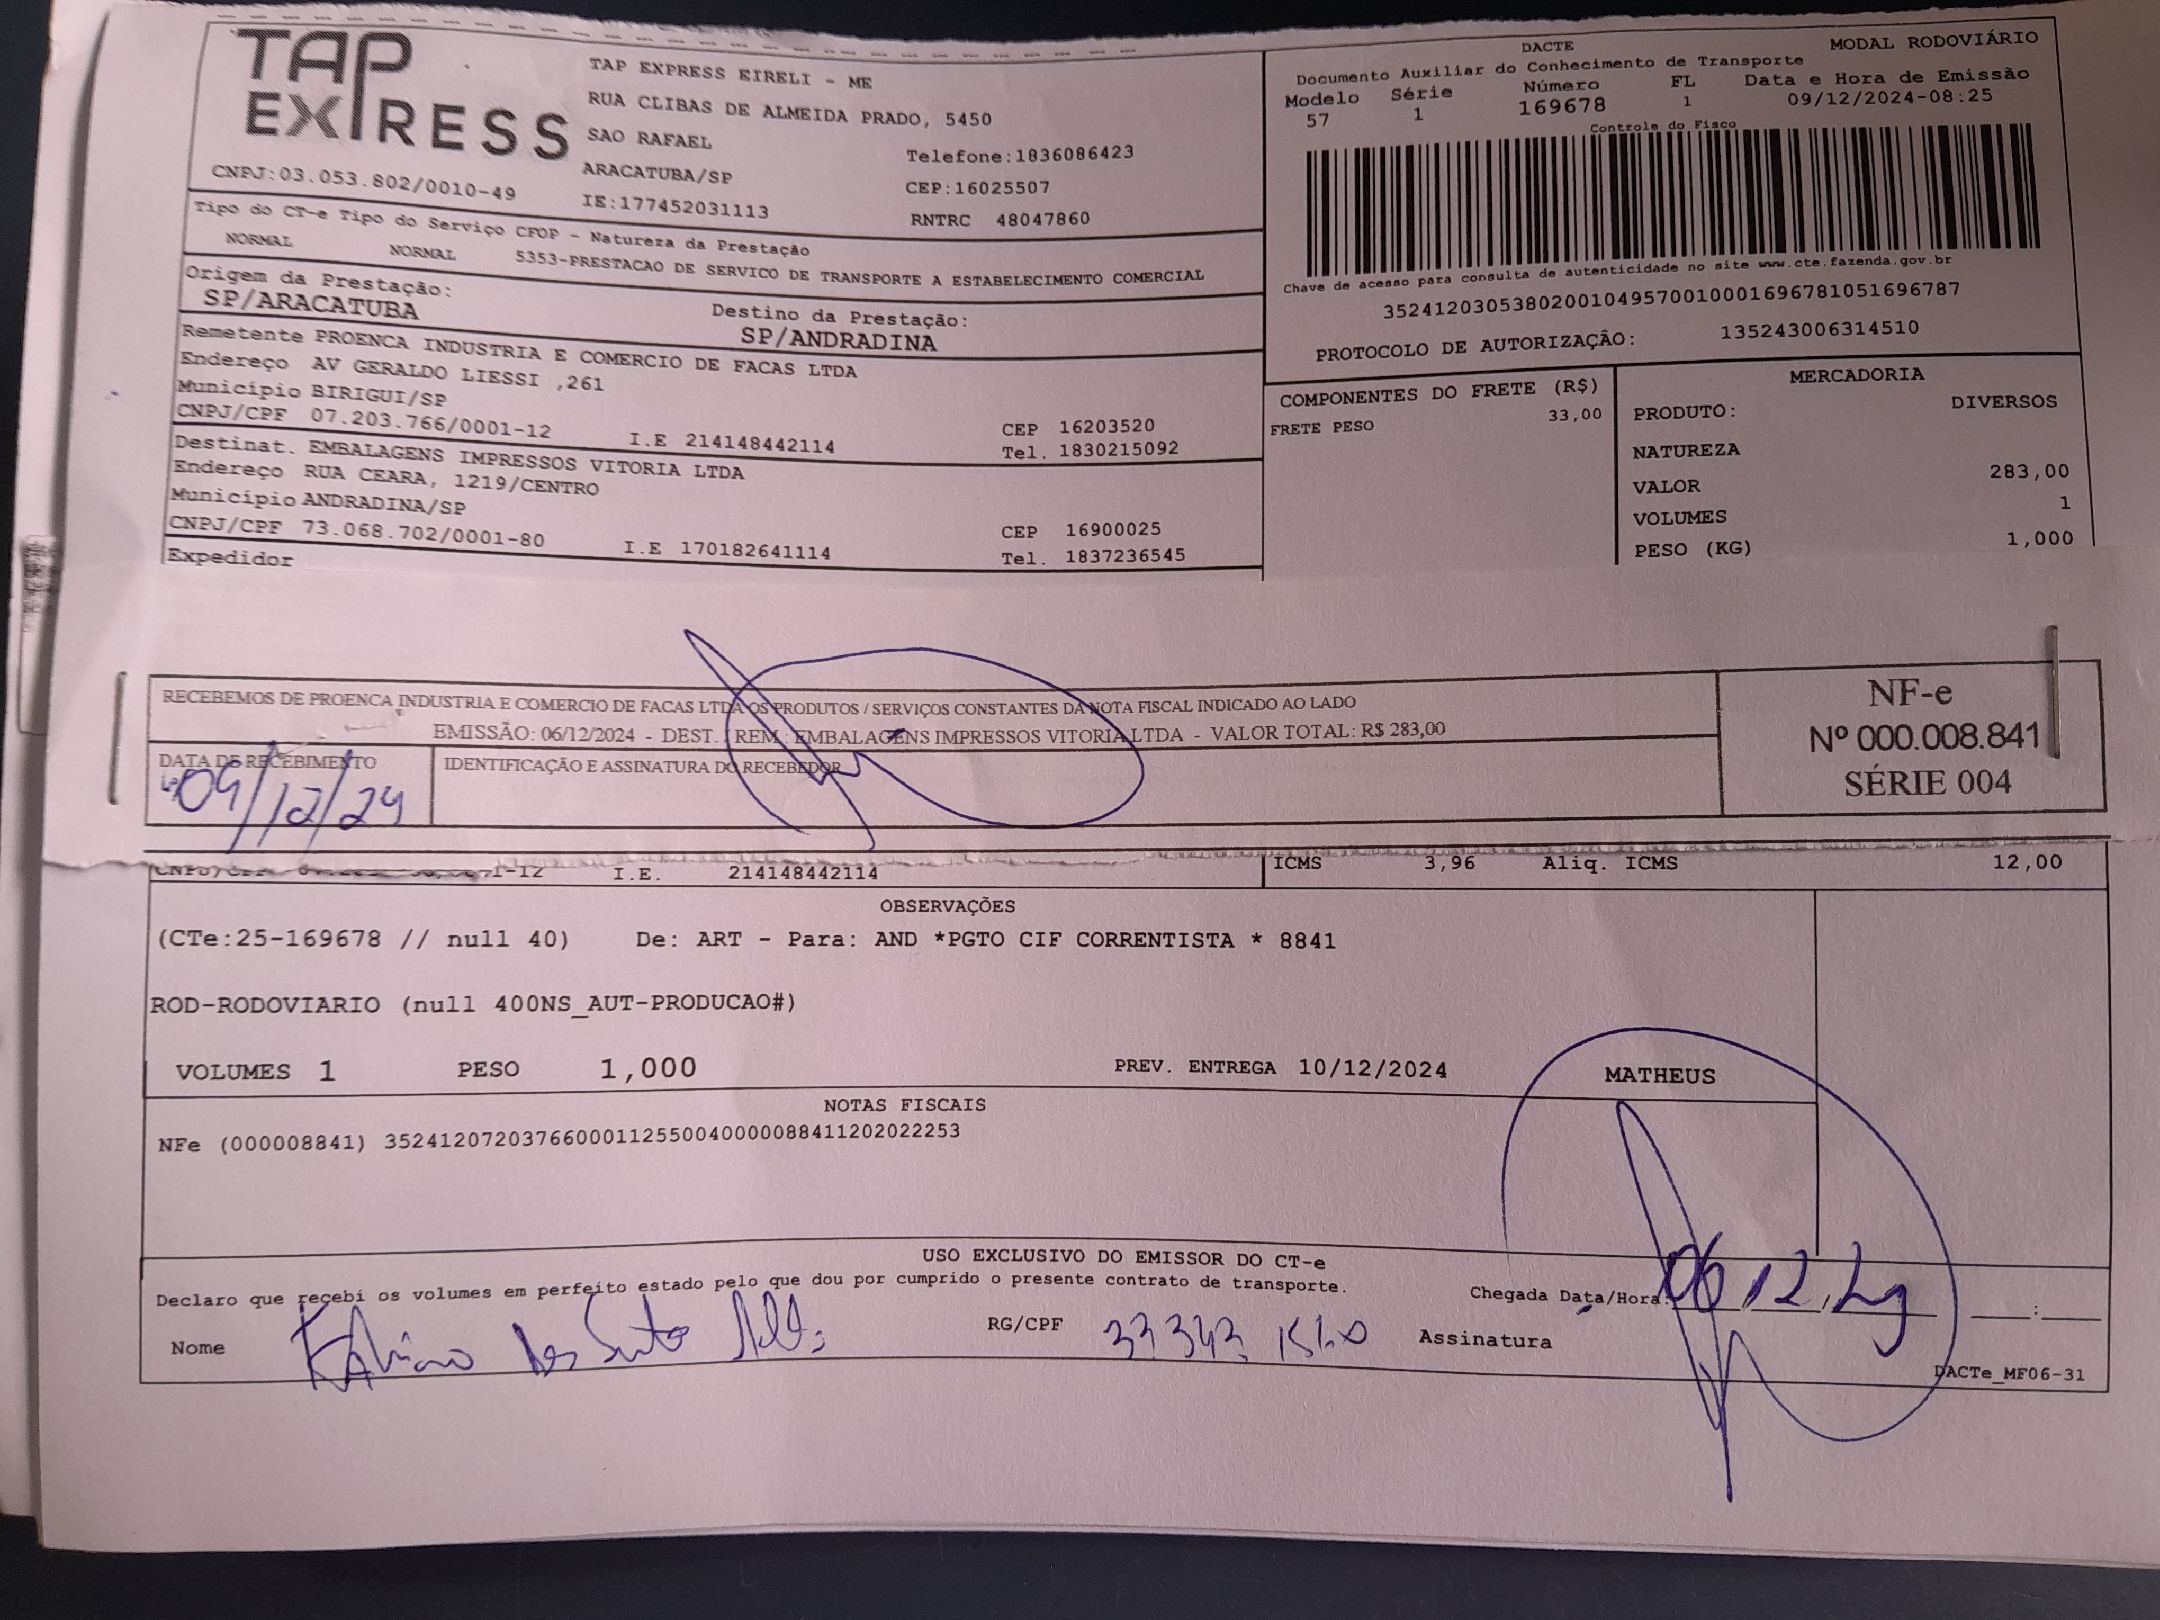 TAP EXPRESS
TAP EXPRESS EIRELI - ME
RUA CLIBAS DE ALMEIDA PRADO, 5450
SAO RAFAEL
Telefone:1836086423
ARACATUBA/SP
CEP:16025507
CNPJ:03.053.802/0010-49
IE:177452031113
RNTRC 48047860
Tipo do CT-e Tipo do Serviço CFOP - Natureza da Prestação
NORMAL NORMAL 5353-PRESTACAO DE SERVICO DE TRANSPORTE A ESTABELECIMENTO COMERCIAL
Origem da Prestação:
SP/ARACATUBA
Destino da Prestação:
SP/ANDRADINA
Remetente PROENCA INDUSTRIA E COMERCIO DE FACAS LTDA
Endereço AV GERALDO LIESSI ,261
Município BIRIGUI/SP
CEP 16203520
CNPJ/CPF 07.203.766/0001-12 I.E 214148442114 Tel. 1830215092
Destinat. EMBALAGENS IMPRESSOS VITORIA LTDA
Endereço RUA CEARA, 1219/CENTRO
Município ANDRADINA/SP
CEP 16900025
CNPJ/CPF 73.068.702/0001-80 I.E 170182641114 Tel. 1837236545
Expedidor
DACTE MODAL RODOVIÁRIO
Documento Auxiliar do Conhecimento de Transporte
Modelo Série Número FL Data e Hora de Emissão
57 1 169678 1 09/12/2024-08:25
Controle do Fisco
Chave de acesso para consulta de autenticidade no site www.cte.fazenda.gov.br
35241203053802001049570010001696781051696787
PROTOCOLO DE AUTORIZAÇÃO: 135243006314510
COMPONENTES DO FRETE (R$)
FRETE PESO 33,00
MERCADORIA
PRODUTO: DIVERSOS
NATUREZA
VALOR 283,00
VOLUMES 1
PESO (KG) 1,000
RECEBEMOS DE PROENCA INDUSTRIA E COMERCIO DE FACAS LTDA OS PRODUTOS / SERVIÇOS CONSTANTES DA NOTA FISCAL INDICADO AO LADO
EMISSÃO: 06/12/2024 - DEST. / REM.: EMBALAGENS IMPRESSOS VITORIA LTDA - VALOR TOTAL: R$ 283,00
DATA DE RECEBIMENTO
09/12/24
IDENTIFICAÇÃO E ASSINATURA DO RECEBEDOR
NF-e
Nº 000.008.841
SÉRIE 004
I.E. 214148442114
ICMS 3,96 Aliq. ICMS 12,00
OBSERVAÇÕES
(CTe:25-169678 // null 40) De: ART - Para: AND *PGTO CIF CORRENTISTA * 8841
ROD-RODOVIARIO (null 400NS_AUT-PRODUCAO#)
VOLUMES 1 PESO 1,000 PREV. ENTREGA 10/12/2024 MATHEUS
NOTAS FISCAIS
NFe (000008841) 35241207203766000112550040000088411202022253
USO EXCLUSIVO DO EMISSOR DO CT-e
Declaro que recebi os volumes em perfeito estado pelo que dou por cumprido o presente contrato de transporte.
Chegada Data/Hora: __:__
Nome RG/CPF Assinatura
DACTe_MF06-31